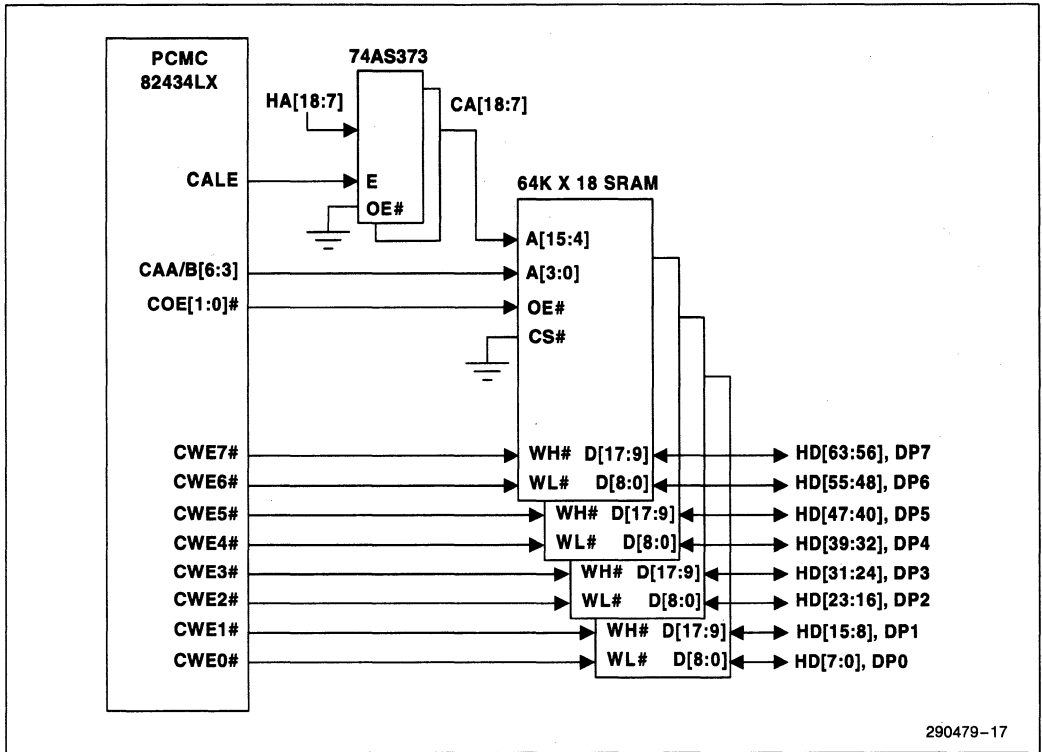 PCMC
82434LX
74AS373
HA[18:7]
CA[18:7]
CALE
E
OE#
64K X 18 SRAM
A[15:4]
CAA/B[6:3]
A[3:0]
COE[1:0]#
OE#
CS#
CWE7# WH# D[17:9] HD[63:56], DP7
CWE6# WL# D[8:0] HD[55:48], DP6
CWE5# WH# D[17:9] HD[47:40], DP5
CWE4# WL# D[8:0] HD[39:32], DP4
CWE3# WH# D[17:9] HD[31:24], DP3
CWE2# WL# D[8:0] HD[23:16], DP2
CWE1# WH# D[17:9] HD[15:8], DP1
CWE0# WL# D[8:0] HD[7:0], DP0
290479-17